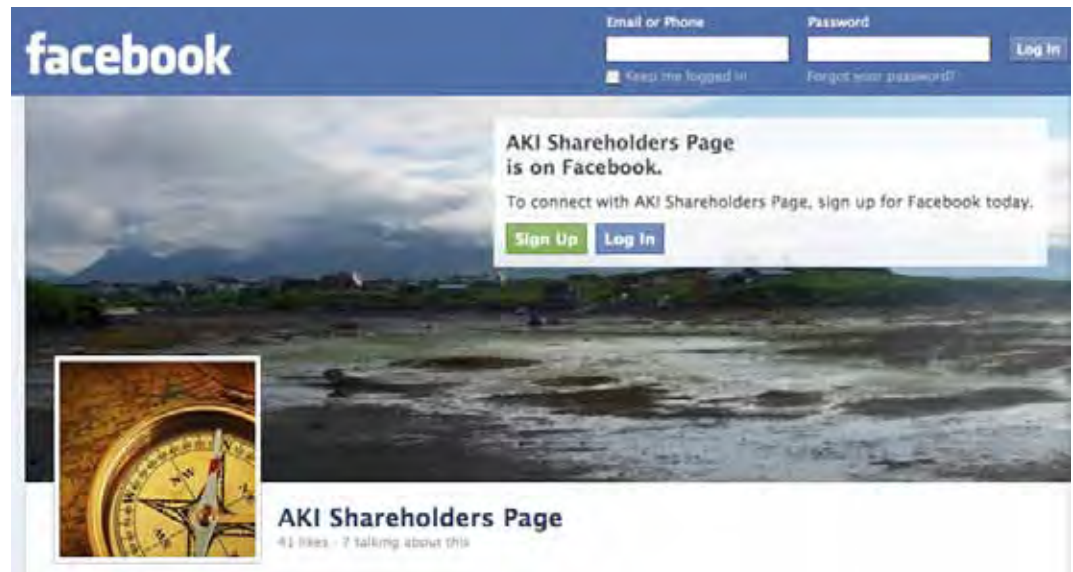 facebook
Email or Phone
Password
Log In
Keep me logged in
Forgot your password?
AKI Shareholders Page
is on Facebook.
To connect with AKI Shareholders Page, sign up for Facebook today.
Sign Up
Log In
N
NW
W
AKI Shareholders Page
41 likes · 7 talking about this